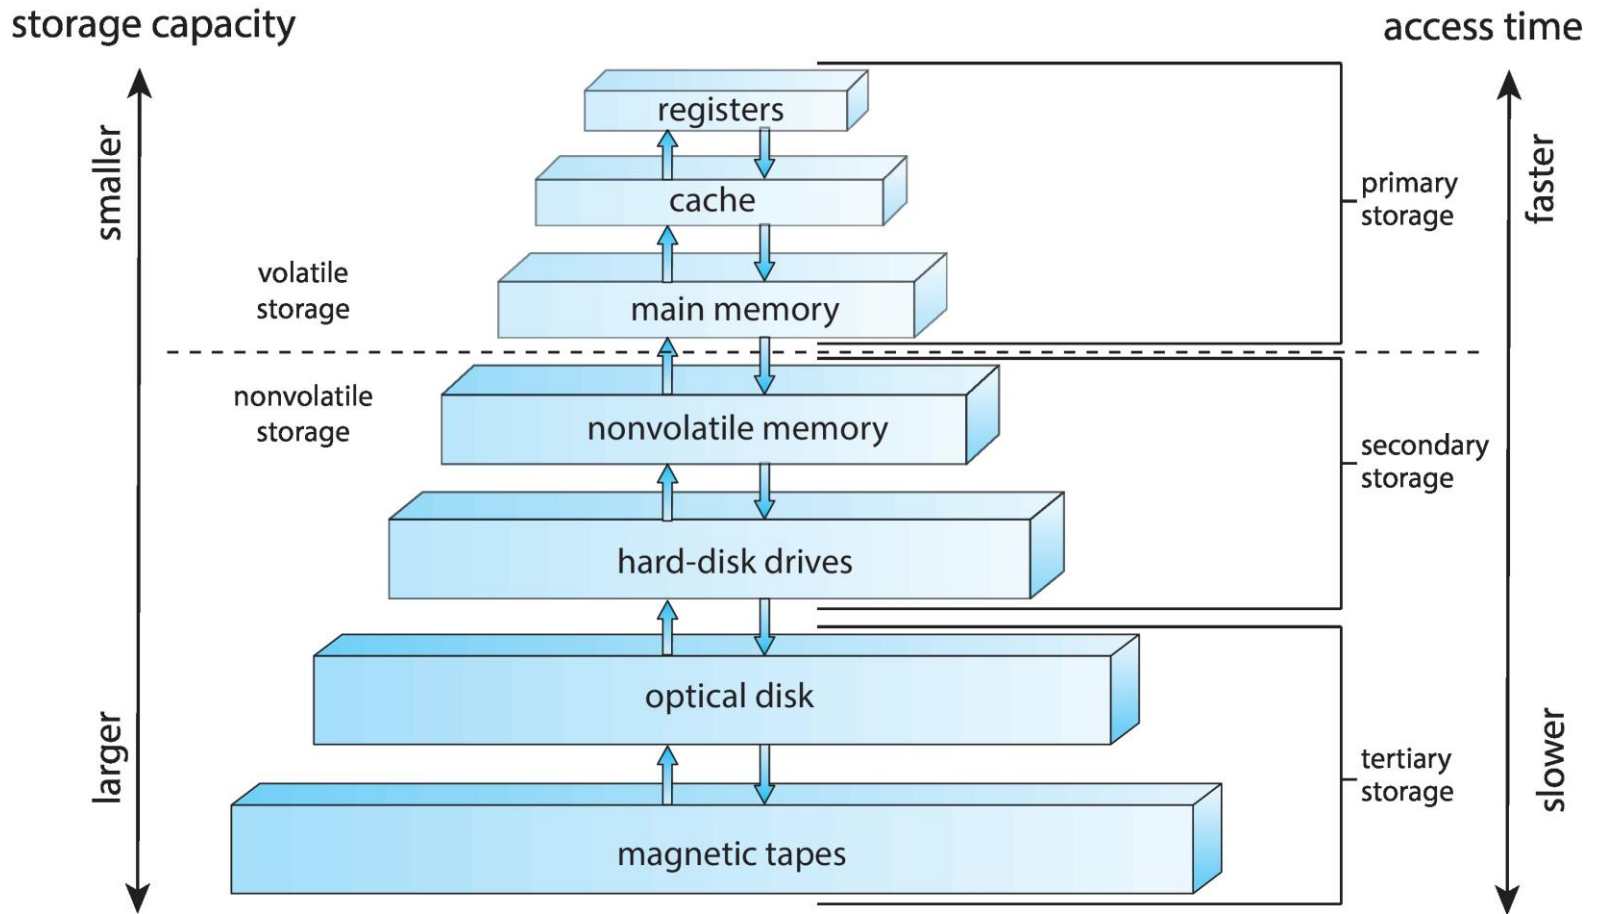 storage capacity
access time
smaller
larger
volatile
storage
nonvolatile
storage
registers
cache
main memory
nonvolatile memory
hard-disk drives
optical disk
magnetic tapes
primary
storage
secondary
storage
tertiary
storage
faster
slower